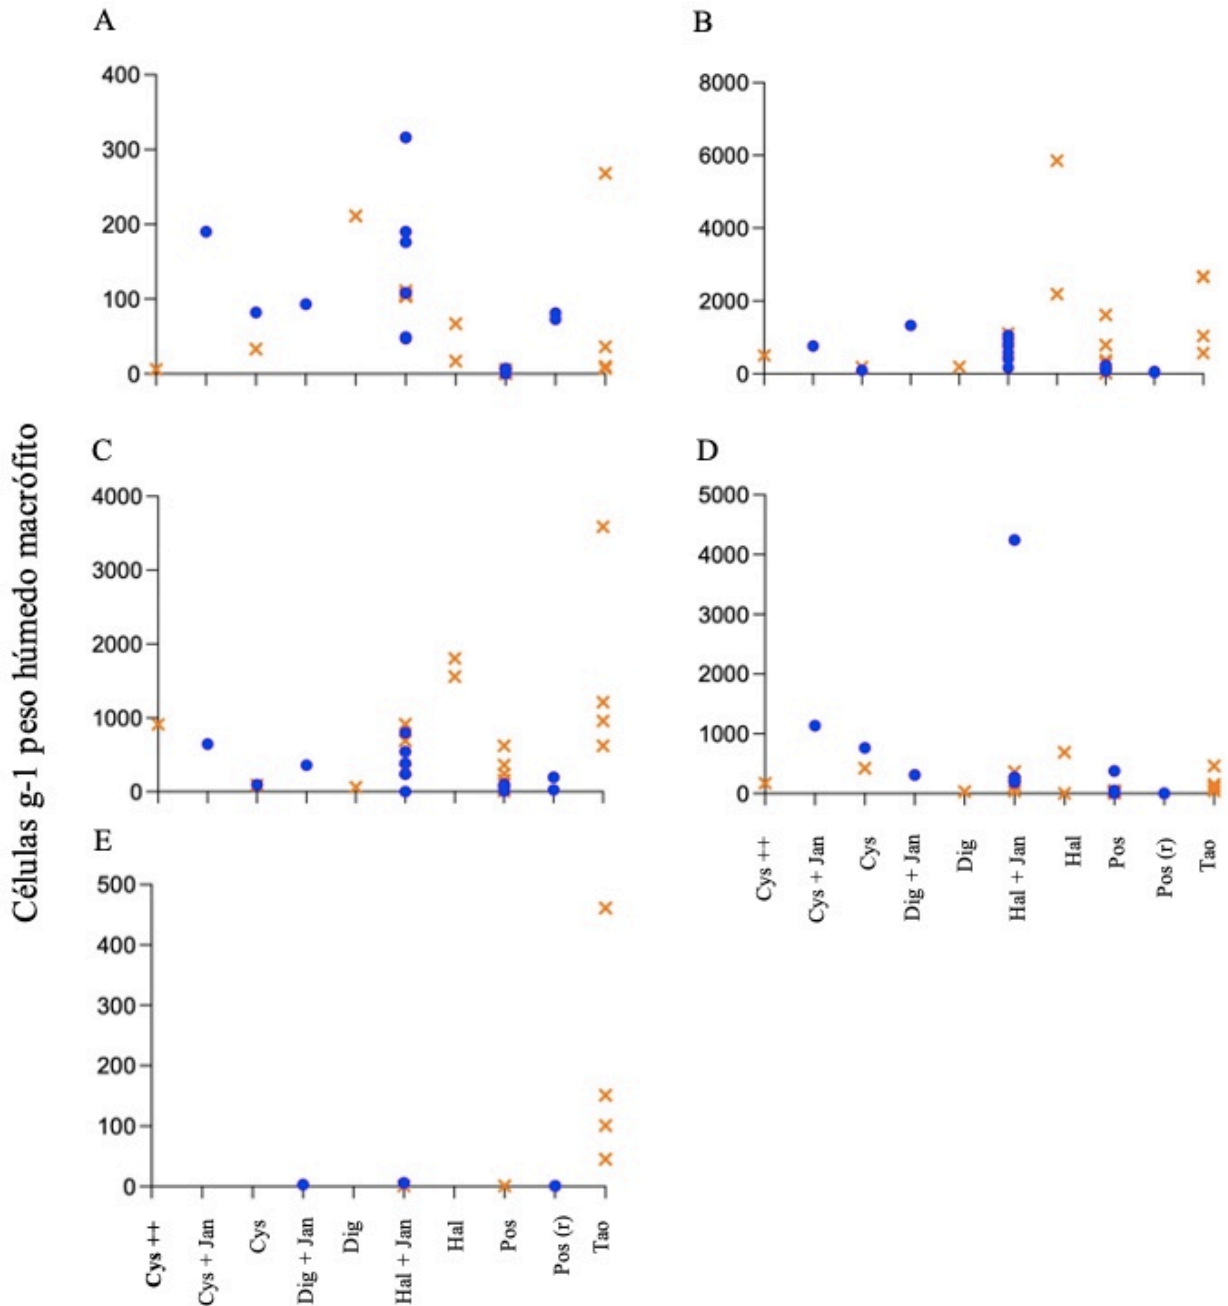 A
400
300
200
100
0
B
8000
6000
4000
2000
0
Células g-1 peso húmedo macrófito
C
4000
3000
2000
1000
0
D
5000
4000
3000
2000
1000
0
Cys ++
Cys + Jan
Cys
Dig + Jan
Dig
Hal + Jan
Hal
Pos
Pos (r)
Tao
E
500
400
300
200
100
0
Cys ++
Cys + Jan
Cys
Dig + Jan
Dig
Hal + Jan
Hal
Pos
Pos (r)
Tao